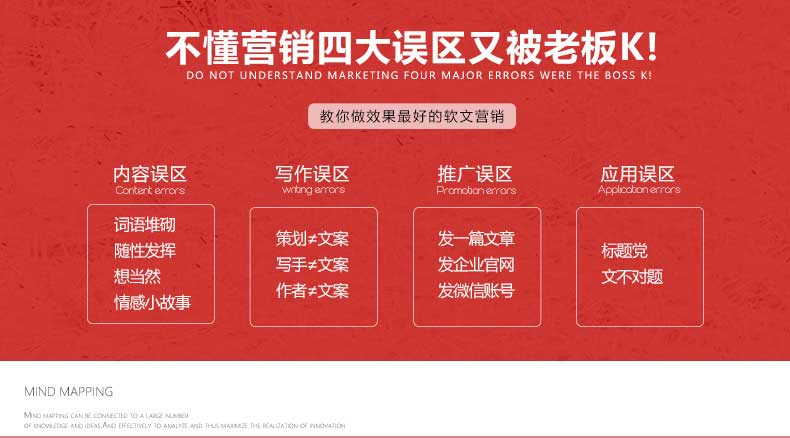 不懂营销四大误区又被老板K!
DO NOT UNDERSTAND MARKETING FOUR MAJOR ERRORS WERE THE BOSS K!
教你做效果最好的软文营销
内容误区
Content errors
词语堆砌
随性发挥
想当然
情感小故事
写作误区
writing errors
策划≠文案
写手≠文案
作者≠文案
推广误区
Promotion errors
发一篇文章
发企业官网
发微信账号
应用误区
Application errors
标题党
文不对题
MIND MAPPING
MIND MAPPING CAN BE CONNECTED TO A LARGE NUMBER
OF KNOWLEDGE AND IDEAS.AND EFFECTIVELY TO ANALYZE AND THUS MAXIMIZE THE REALIZATION OF INNOVATION